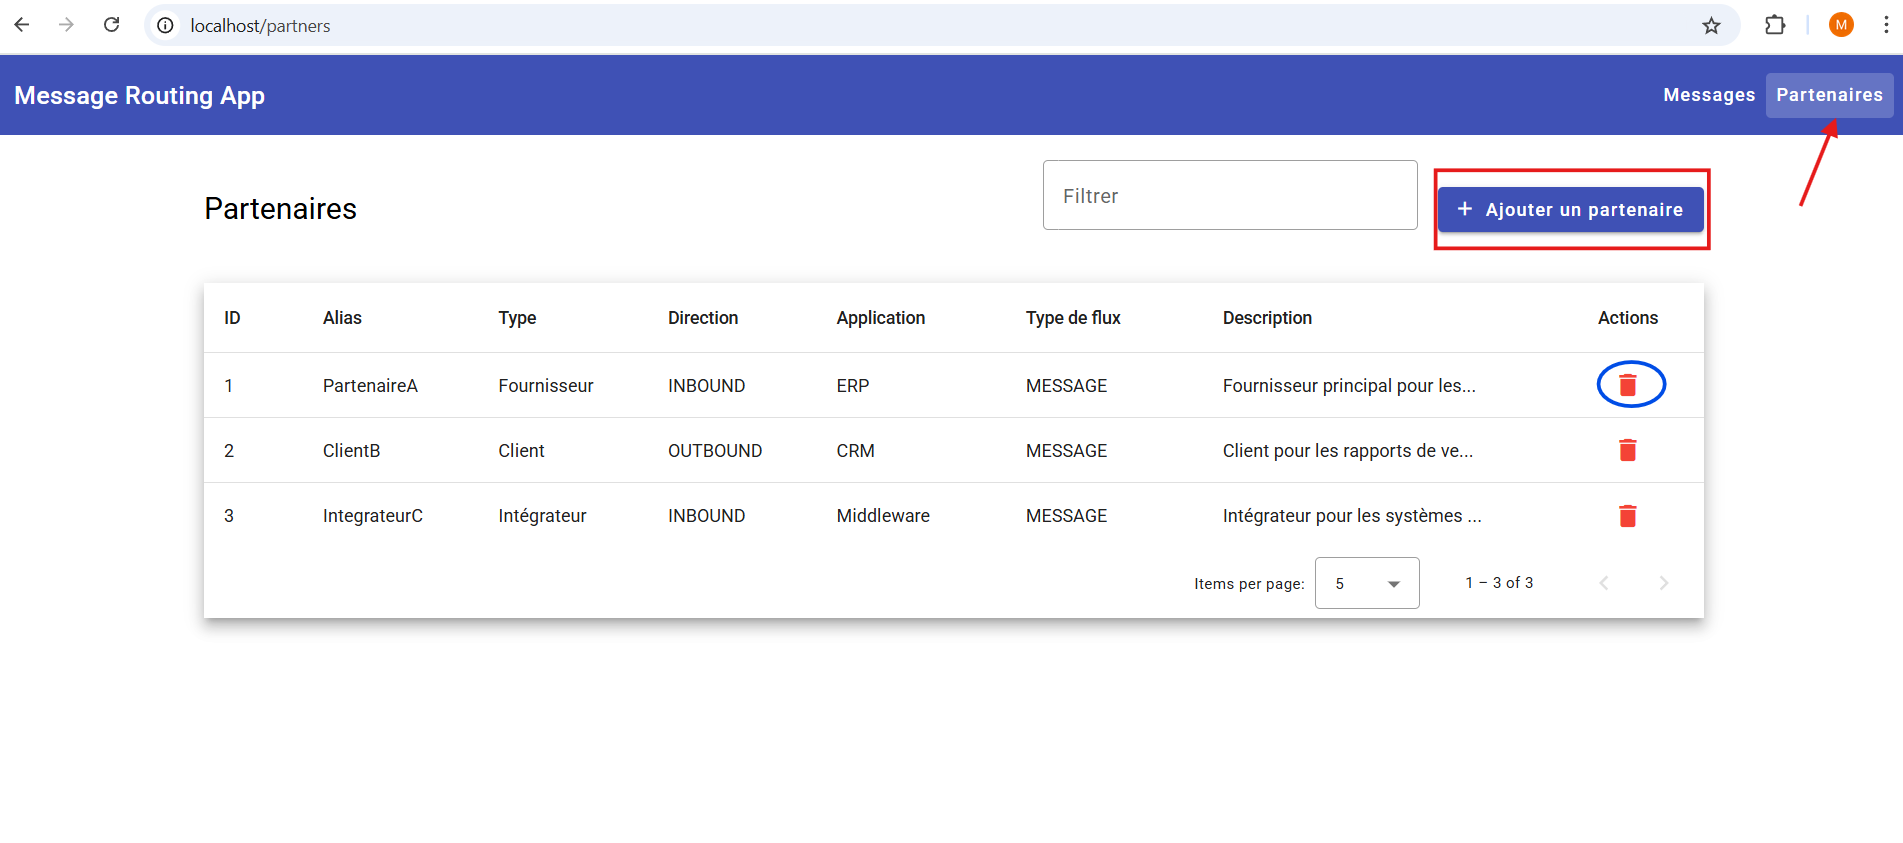 localhost/partners
M
Message Routing App
Messages
Partenaires
Partenaires
Filtrer
+ Ajouter un partenaire
ID Alias Type Direction Application Type de flux Description Actions
1 PartenaireA Fournisseur INBOUND ERP MESSAGE Fournisseur principal pour les...
2 ClientB Client OUTBOUND CRM MESSAGE Client pour les rapports de ve...
3 IntegrateurC Intégrateur INBOUND Middleware MESSAGE Intégrateur pour les systèmes ...
Items per page: 5 1 – 3 of 3